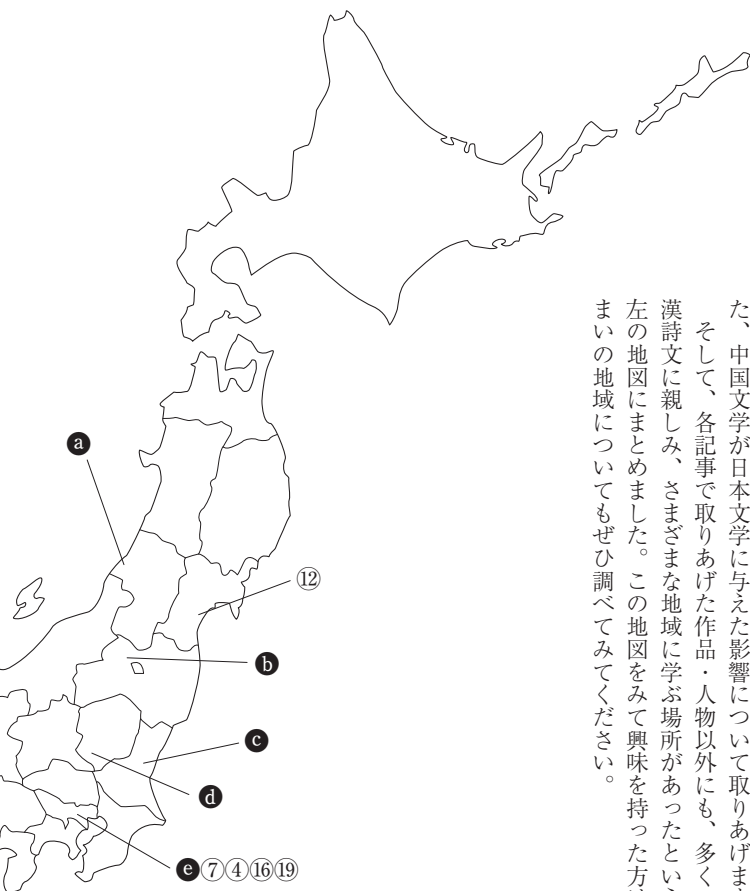 た、中国文学が日本文学に与えた影響について取りあげま
そして、各記事で取りあげた作品・人物以外にも、多く
漢詩文に親しみ、さまざまな地域に学ぶ場所があったとい
左の地図にまとめました。この地図をみて興味を持った方
まいの地域についてもぜひ調べてみてください。
a
⑫
b
c
d
e⑦④⑯⑲